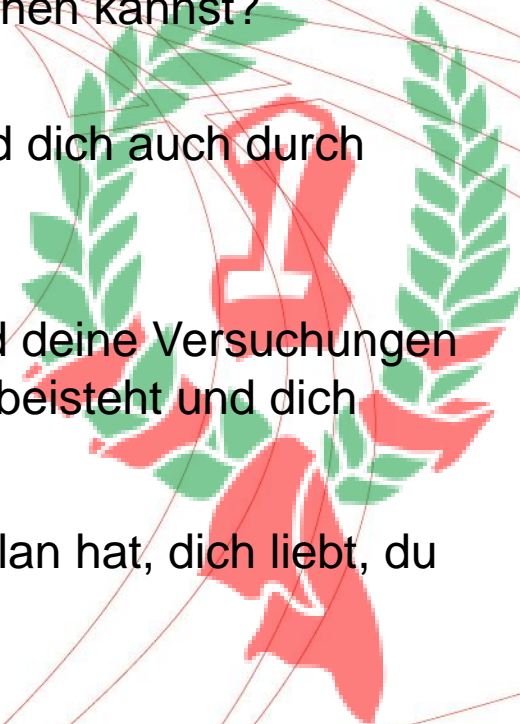 nen kannst?
d dich auch durch
d deine Versuchungen
beisteht und dich
lan hat, dich liebt, du